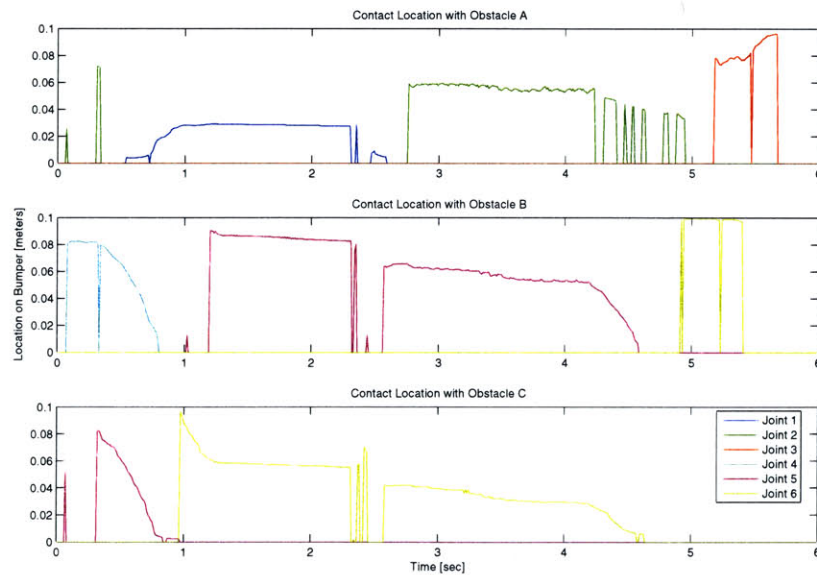 Contact Location with Obstacle A
0.1
0.08
0.06
0.04
0.02
0
0 1 2 3 4 5 6
Contact Location with Obstacle B
0.1
0.08
0.06
0.04
0.02
0
0 1 2 3 4 5 6
Location on Bumper [meters]
Contact Location with Obstacle C
0.1
0.08
0.06
0.04
0.02
0
0 1 2 3 4 5 6
Joint 1
Joint 2
Joint 3
Joint 4
Joint 5
Joint 6
Time [sec]